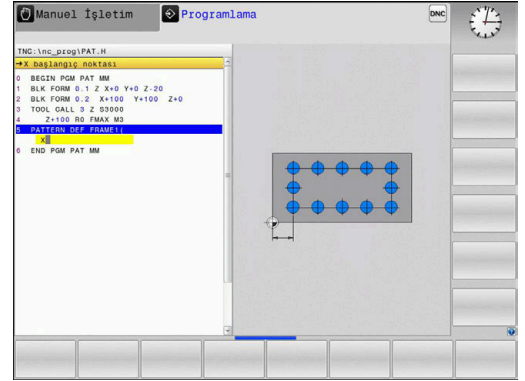 Manuel İşletim
Programlama
DNC
TNC:\nc_prog\PAT.H
→X başlangıç noktası
0 BEGIN PGM PAT MM
1 BLK FORM 0.1 Z X+0 Y+0 Z-20
2 BLK FORM 0.2 X+100 Y+100 Z+0
3 TOOL CALL 3 Z S3000
4 Z+100 R0 FMAX M3
5 PATTERN DEF FRAME1(
X
6 END PGM PAT MM